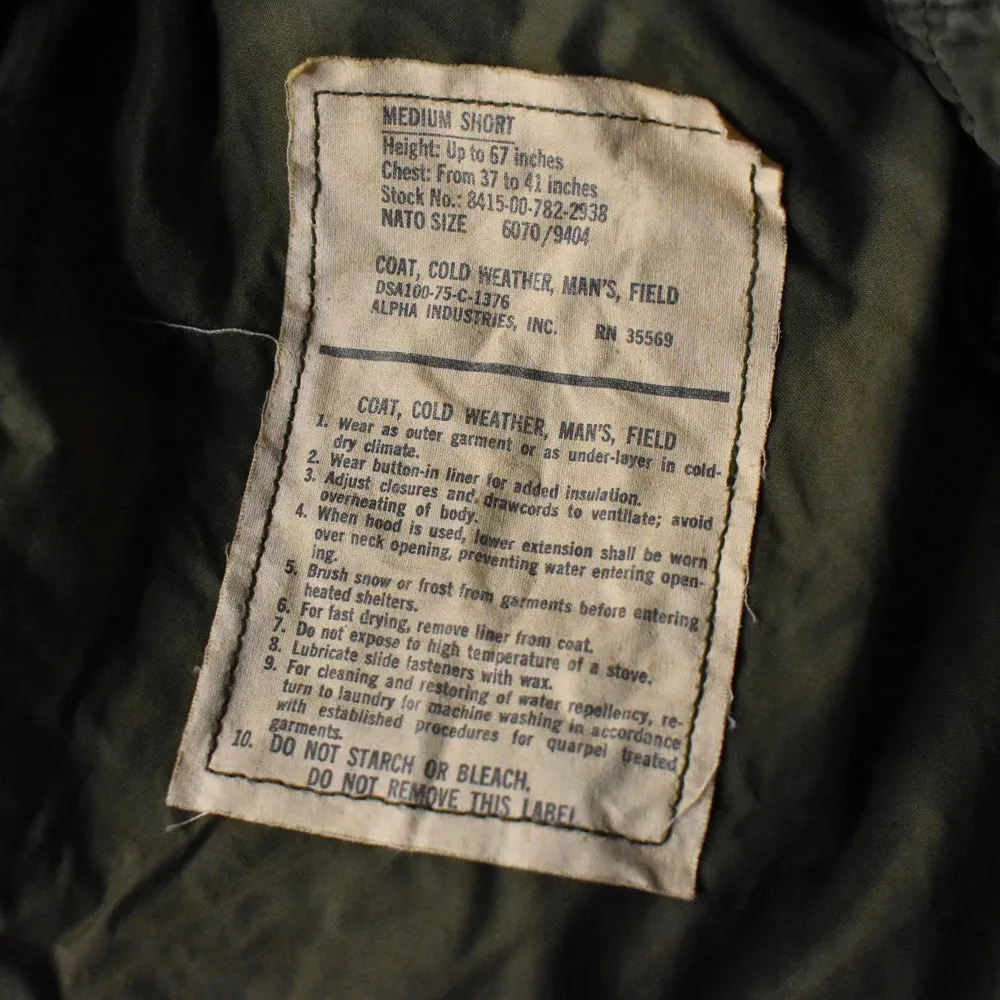 MEDIUM SHORT
Height: Up to 67 inches
Chest: From 37 to 41 inches
Stock No.: 8415-00-782-2938
NATO SIZE 6070/9404
COAT, COLD WEATHER, MAN'S, FIELD
DSA100-75-C-1376
ALPHA INDUSTRIES, INC. RN 35569
COAT, COLD WEATHER, MAN'S, FIELD
1. Wear as outer garment or as under-layer in cold-
dry climate.
2. Wear button-in liner for added insulation.
3. Adjust closures and drawcords to ventilate; avoid
overheating of body.
4. When hood is used, lower extension shall be worn
over neck opening, preventing water entering open-
ing.
5. Brush snow or frost from garments before entering
heated shelters.
6. For fast drying, remove liner from coat.
7. Do not expose to high temperature of a stove.
8. Lubricate slide fasteners with wax.
9. For cleaning and restoring of water repellency, re-
turn to laundry for machine washing in accordance
with established procedures for quarpel treated
garments.
10. DO NOT STARCH OR BLEACH.
DO NOT REMOVE THIS LABEL